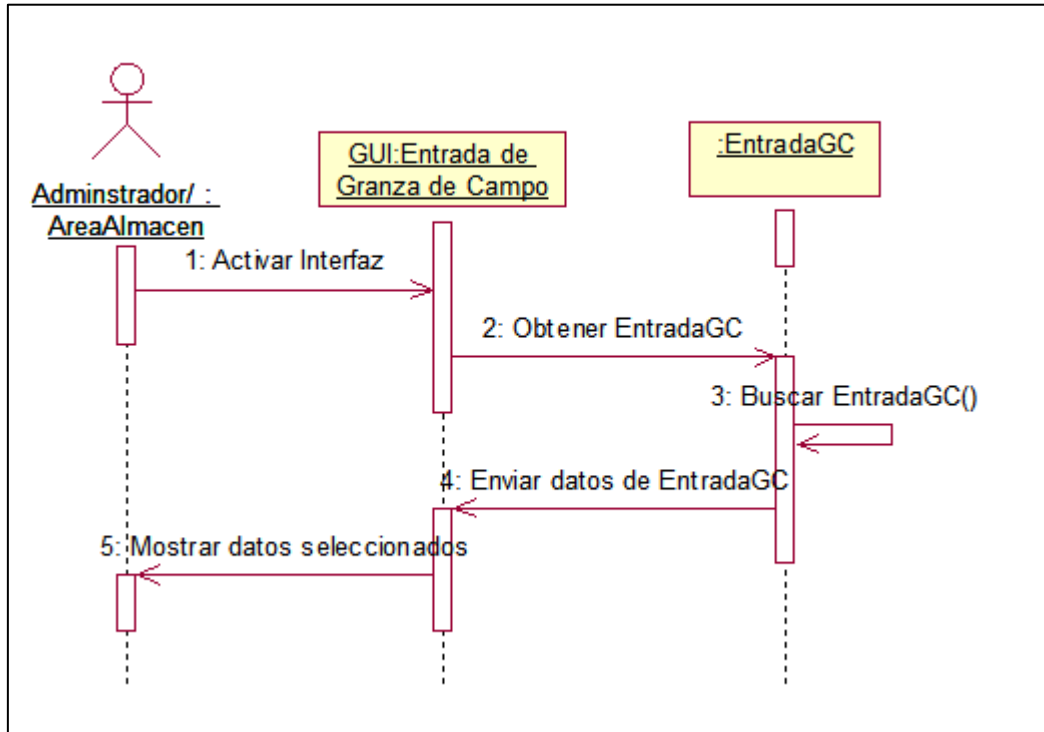 Adminstrador/ :
AreaAlmacen
GUI:Entrada de
Granza de Campo
:EntradaGC
1: Activar Interfaz
2: Obtener EntradaGC
3: Buscar EntradaGC()
4: Enviar datos de EntradaGC
5: Mostrar datos seleccionados